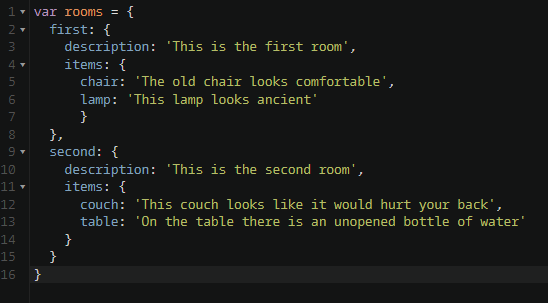 1 var rooms = {
2   first: {
3     description: 'This is the first room',
4     items: {
5       chair: 'The old chair looks comfortable',
6       lamp: 'This lamp looks ancient'
7       }
8   },
9   second: {
10     description: 'This is the second room',
11     items: {
12       couch: 'This couch looks like it would hurt your back',
13       table: 'On the table there is an unopened bottle of water'
14     }
15   }
16 }